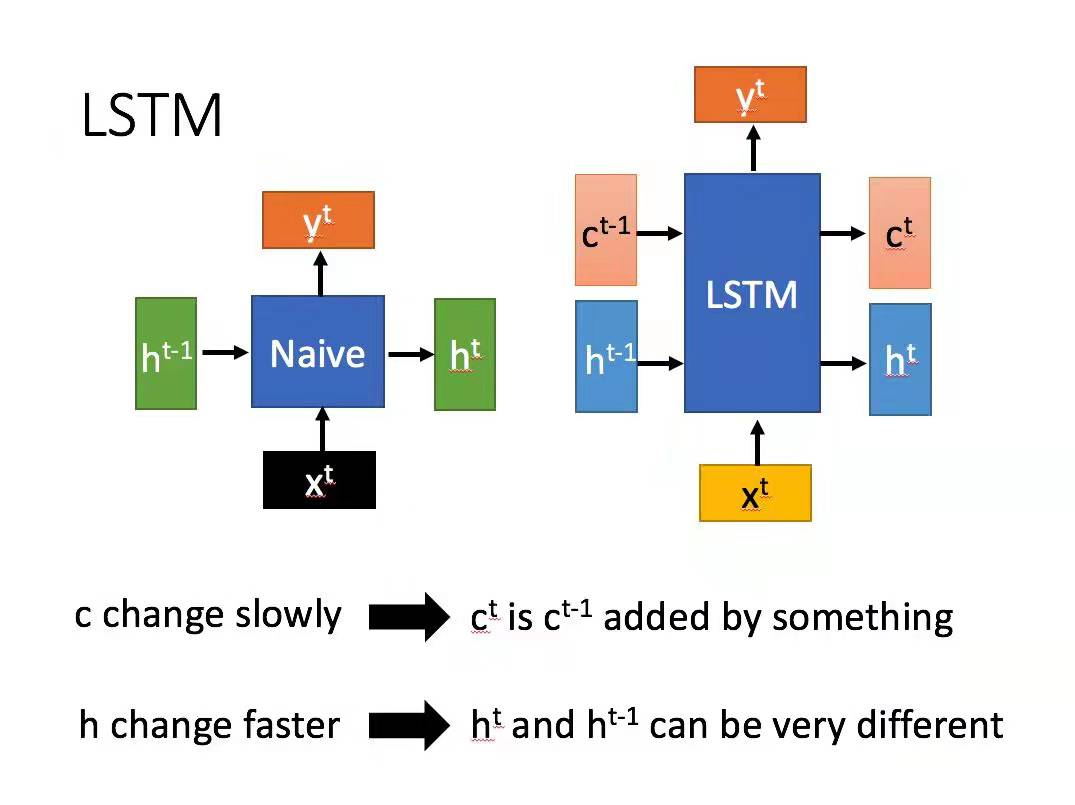 LSTM
yᵗ
hᵗ⁻¹
Naive
hᵗ
xᵗ
yᵗ
cᵗ⁻¹
cᵗ
LSTM
hᵗ⁻¹
hᵗ
xᵗ
c change slowly
cᵗ is cᵗ⁻¹ added by something
h change faster
hᵗ and hᵗ⁻¹ can be very different